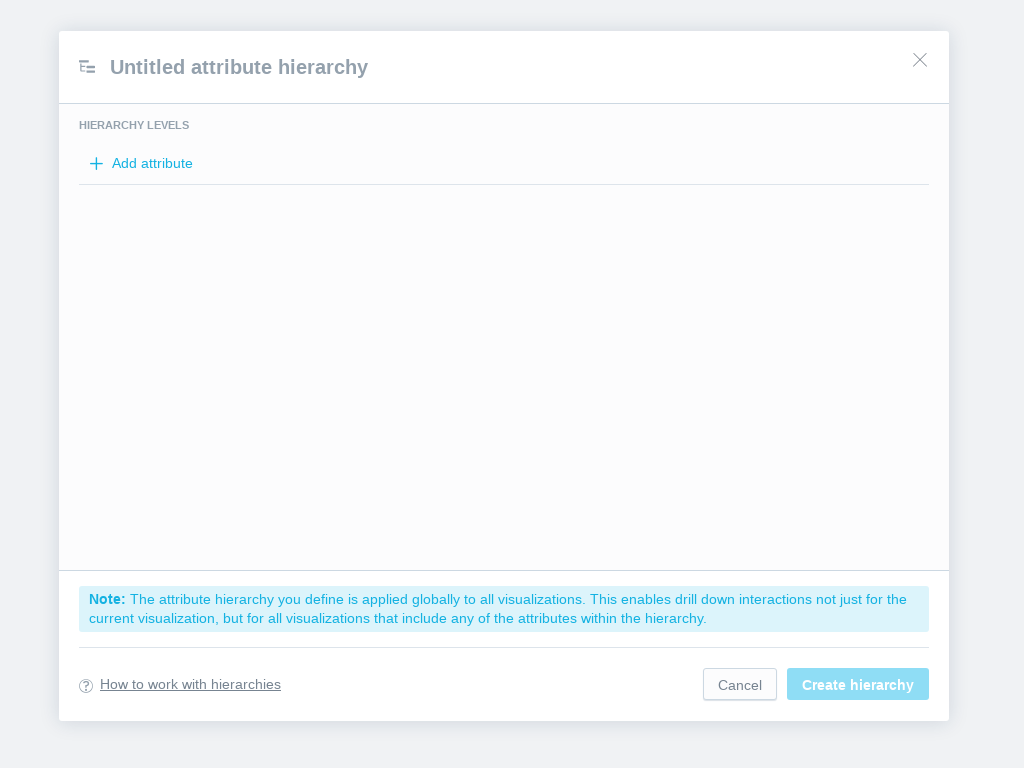 Untitled attribute hierarchy
HIERARCHY LEVELS
Add attribute
Note: The attribute hierarchy you define is applied globally to all visualizations. This enables drill down interactions not just for the
current visualization, but for all visualizations that include any of the attributes within the hierarchy.
How to work with hierarchies
Cancel
Create hierarchy